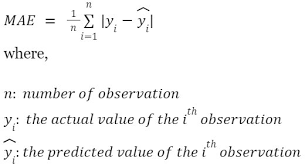 MAE = 1/n Σ_{i=1}^{n} |y_i − ŷ_i|
where,
n: number of observation
y_i: the actual value of the i^th observation
ŷ_i: the predicted value of the i^th observation